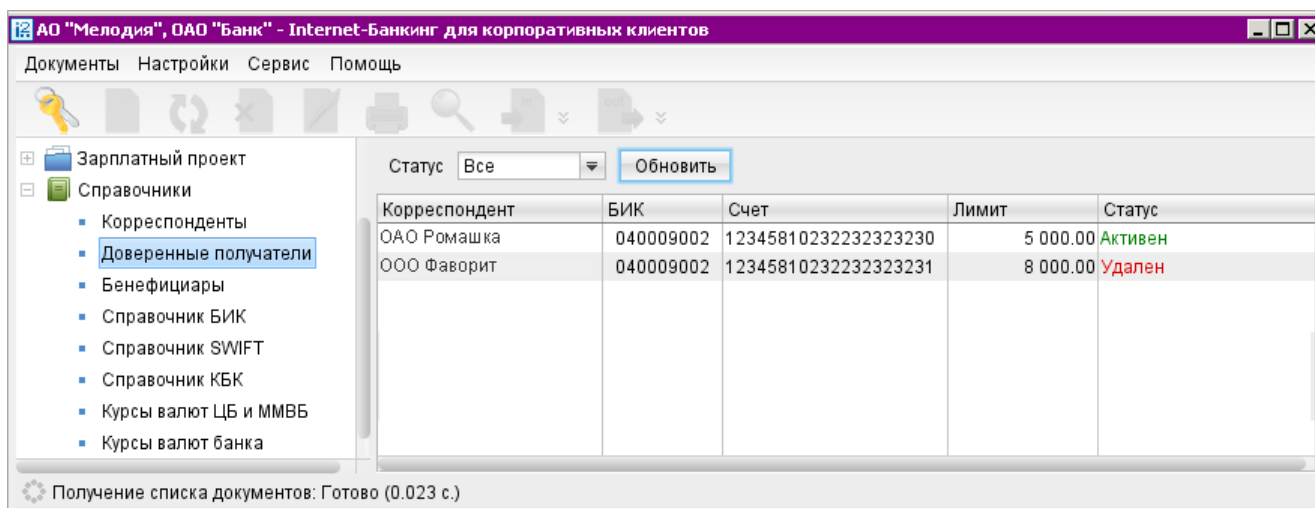 АО "Мелодия", ОАО "Банк" - Internet-Банкинг для корпоративных клиентов
Документы Настройки Сервис Помощь
in out
Зарплатный проект
Справочники
Корреспонденты
Доверенные получатели
Бенефициары
Справочник БИК
Справочник SWIFT
Справочник КБК
Курсы валют ЦБ и ММВБ
Курсы валют банка
Статус Все Обновить
Корреспондент БИК Счет Лимит Статус
ОАО Ромашка 040009002 12345810232232323230 5 000.00 Активен
ООО Фаворит 040009002 12345810232232323231 8 000.00 Удален
Получение списка документов: Готово (0.023 с.)